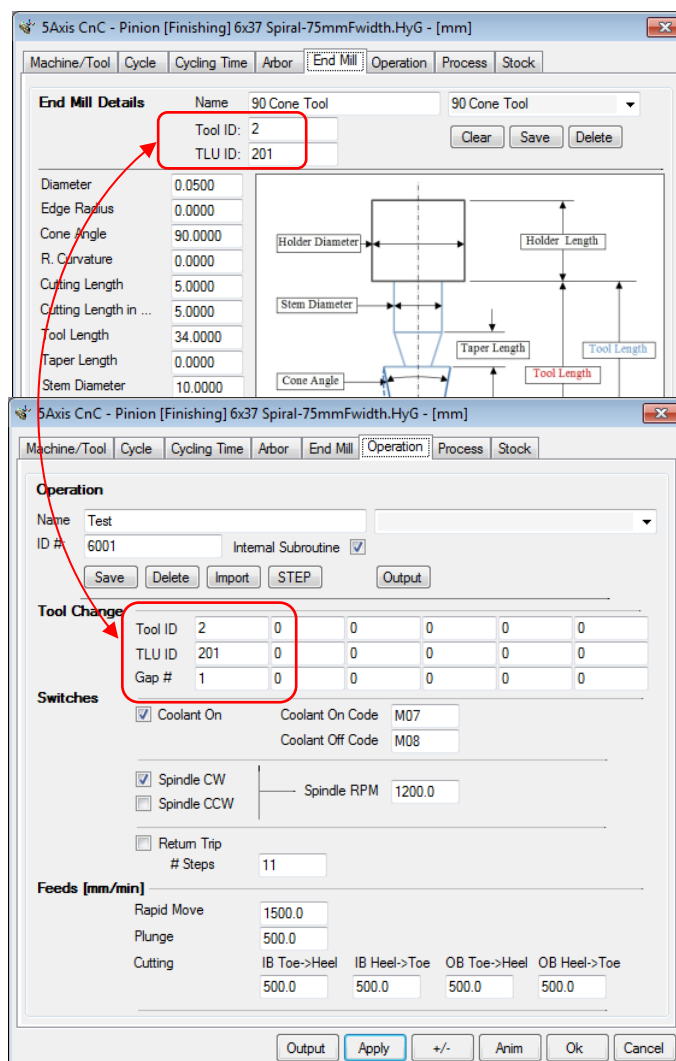 5Axis CnC - Pinion [Finishing] 6x37 Spiral-75mmFwidth.HyG - [mm]
Machine/Tool Cycle Cycling Time Arbor End Mill Operation Process Stock
End Mill Details Name 90 Cone Tool 90 Cone Tool
Tool ID: 2
TLU ID: 201
Clear Save Delete
Diameter 0.0500
Edge Radius 0.0000
Cone Angle 90.0000
R. Curvature 0.0000
Cutting Length 5.0000
Cutting Length in ... 5.0000
Tool Length 34.0000
Taper Length 0.0000
Stem Diameter 10.0000
Holder Diameter
Holder Length
Stem Diameter
Taper Length
Tool Length
Tool Length
Cone Angle
5Axis CnC - Pinion [Finishing] 6x37 Spiral-75mmFwidth.HyG - [mm]
Machine/Tool Cycle Cycling Time Arbor End Mill Operation Process Stock
Operation
Name Test
ID # 6001 Internal Subroutine
Save Delete Import STEP Output
Tool Change
Tool ID 2 0 0 0 0 0
TLU ID 201 0 0 0 0 0
Gap # 1 0 0 0 0 0
Switches
Coolant On Coolant On Code M07
Coolant Off Code M08
Spindle CW
Spindle RPM 1200.0
Spindle CCW
Return Trip
# Steps 11
Feeds [mm/min]
Rapid Move 1500.0
Plunge 500.0
Cutting IB Toe->Heel IB Heel->Toe OB Toe->Heel OB Heel->Toe
500.0 500.0 500.0 500.0
Output Apply +/- Anim Ok Cancel